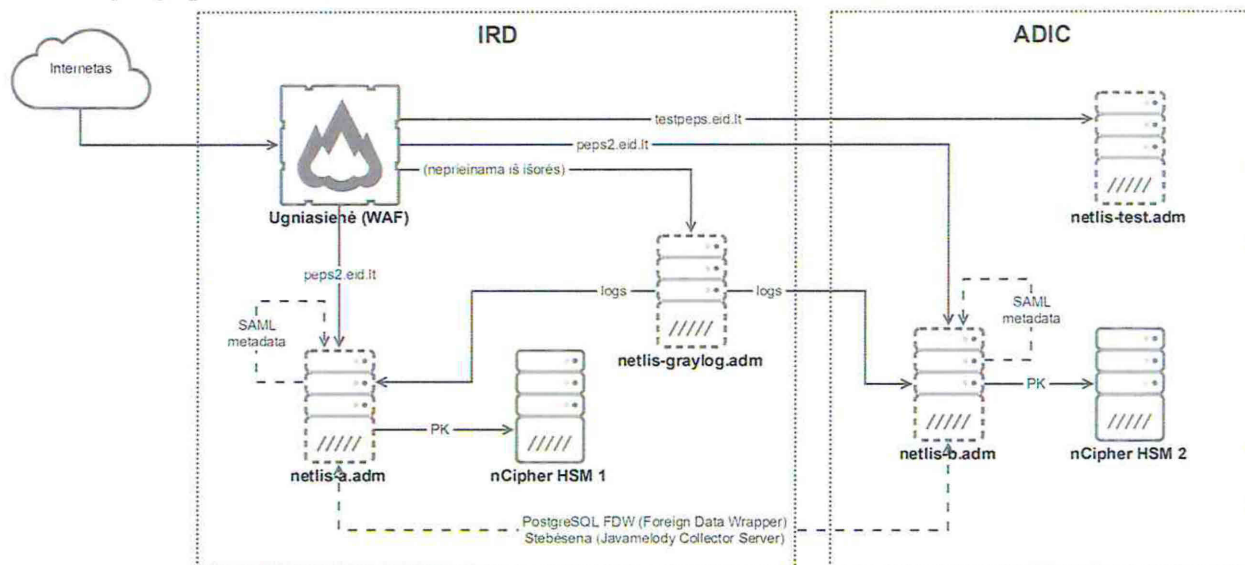 IRD
ADIC
Internetas
testpeps.eid.lt
peps2.eid.lt
(neprieinama iš išorės)
Ugniasienė (WAF)
netlis-test.adm
peps2.eid.lt
logs
logs
SAML
metadata
SAML
metadata
netlis-graylog.adm
PK
PK
netlis-a.adm
nCipher HSM 1
netlis-b.adm
nCipher HSM 2
PostgreSQL FDW (Foreign Data Wrapper)
Stebėsena (Javamelody Collector Server)